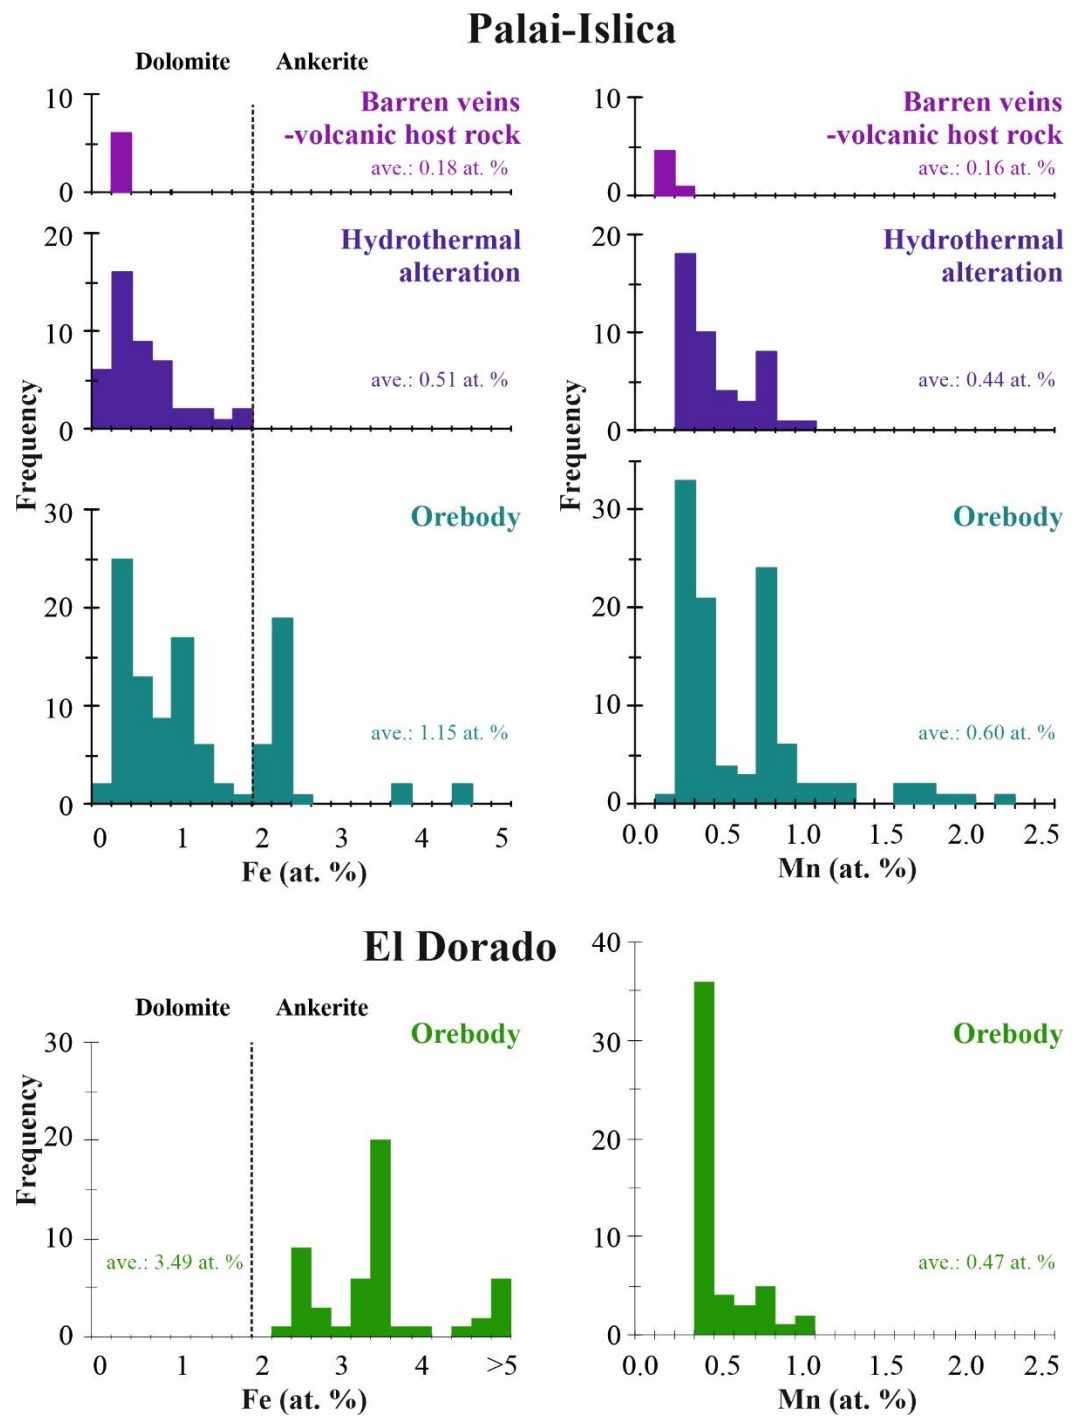 Palai-Islica
Dolomite Ankerite
Barren veins
-volcanic host rock
ave.: 0.18 at. %
10
0
Barren veins
-volcanic host rock
ave.: 0.16 at. %
10
0
Hydrothermal
alteration
ave.: 0.51 at. %
20
10
0
Hydrothermal
alteration
ave.: 0.44 at. %
20
10
0
Frequency
Frequency
Orebody
ave.: 1.15 at. %
30
20
10
0
0 1 2 3 4 5
Fe (at. %)
Orebody
ave.: 0.60 at. %
30
20
10
0
0.0 0.5 1.0 1.5 2.0 2.5
Mn (at. %)
El Dorado
Dolomite Ankerite
Orebody
Frequency
ave.: 3.49 at. %
30
20
10
0
0 1 2 3 4 >5
Fe (at. %)
Orebody
ave.: 0.47 at. %
40
30
20
10
0
0.0 0.5 1.0 1.5 2.0 2.5
Mn (at. %)